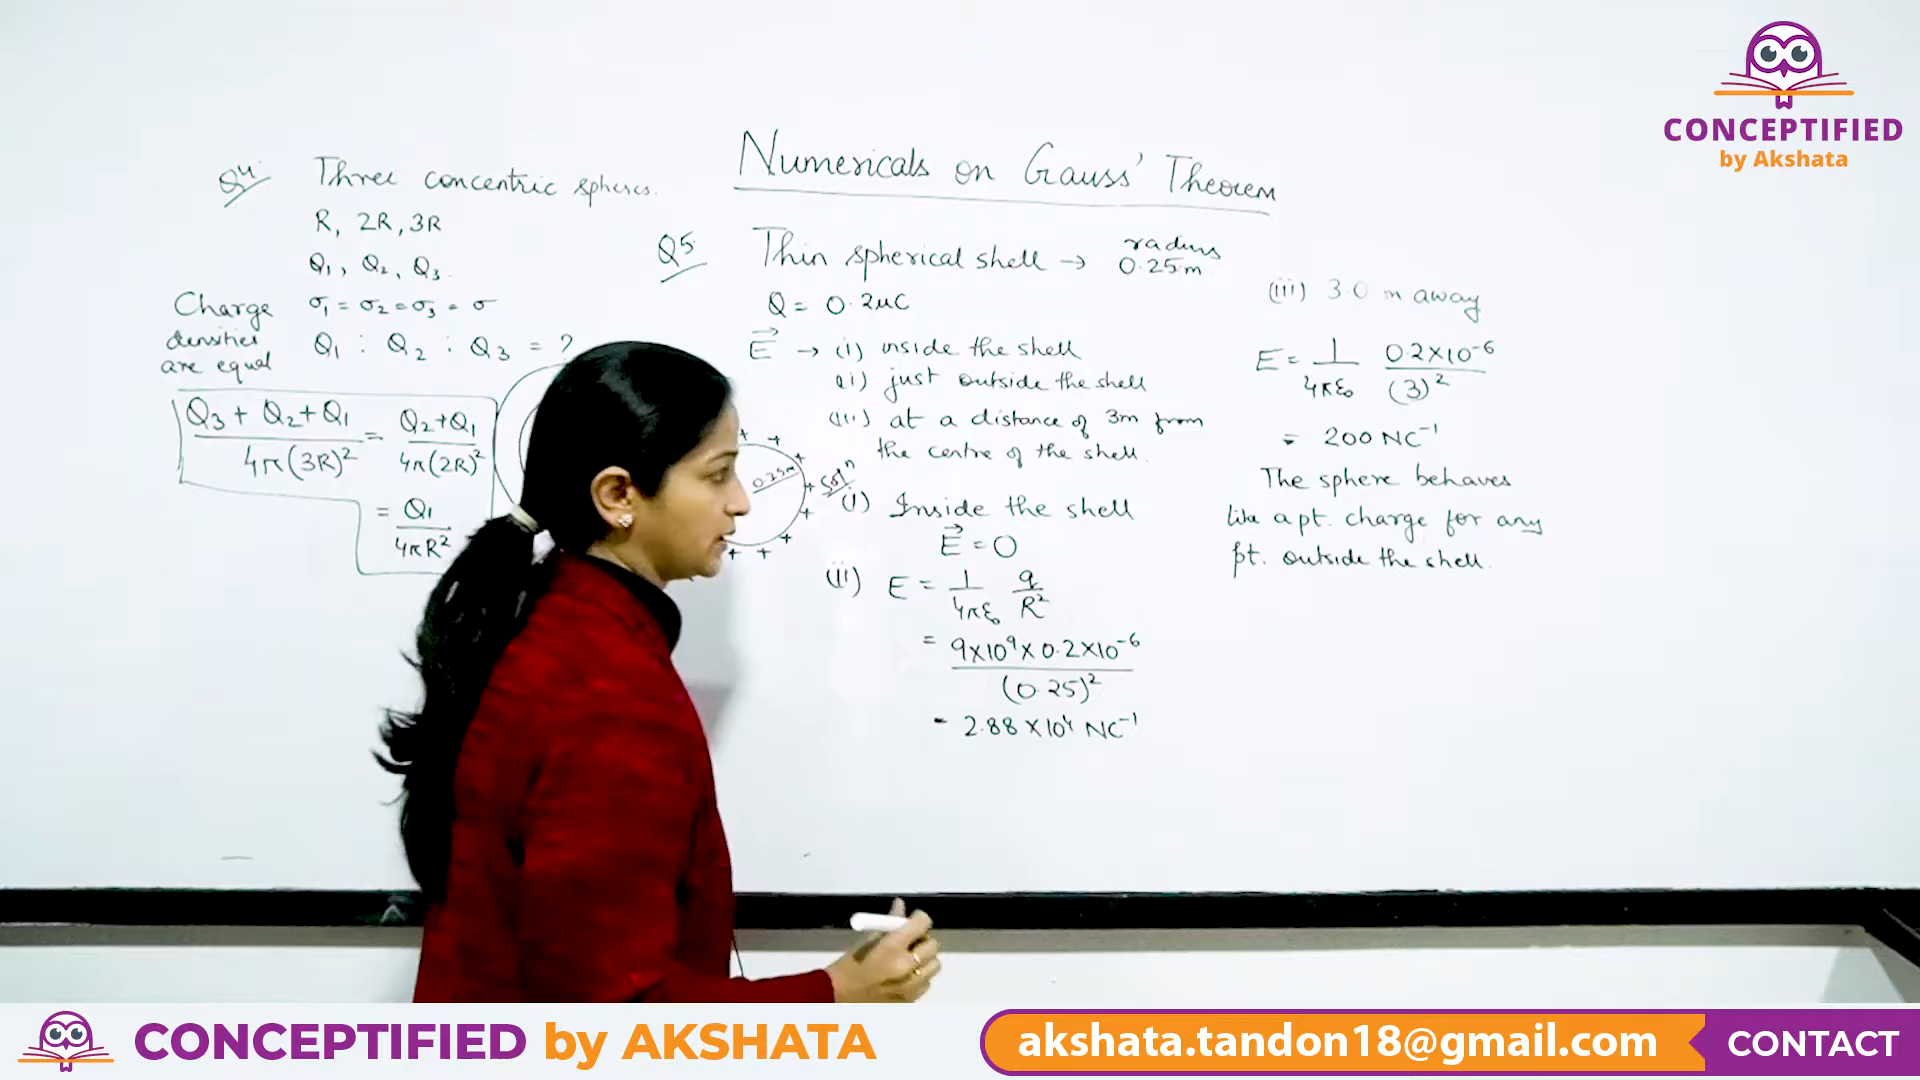 CONCEPTIFIED
by Akshata
Numericals on Gauss' Theorem
Q4 Three concentric spheres.
R, 2R, 3R
Q₁, Q₂, Q₃.
Charge densities are equal
σ₁ = σ₂ = σ₃ = σ
Q₁ : Q₂ : Q₃ = ?
Q₃ + Q₂ + Q₁ / 4π(3R)² = Q₂+Q₁ / 4π(2R)²
= Q₁ / 4πR²
Q5 Thin spherical shell → radius 0.25m
Q = 0.2μC
E⃗ → (i) inside the shell
(ii) just outside the shell
(iii) at a distance of 3m from
the centre of the shell.
0.25m
Solⁿ
(i) Inside the shell
E⃗ = 0
(ii) E = 1/4πε₀ q/R²
= 9×10⁹×0.2×10⁻⁶ / (0.25)²
= 2.88×10⁴ NC⁻¹
(iii) 3.0 m away
E = 1/4πε₀ 0.2×10⁻⁶/(3)²
= 200 NC⁻¹
The sphere behaves
like a pt. charge for any
pt. outside the shell.
CONCEPTIFIED by AKSHATA
akshata.tandon18@gmail.com
CONTACT